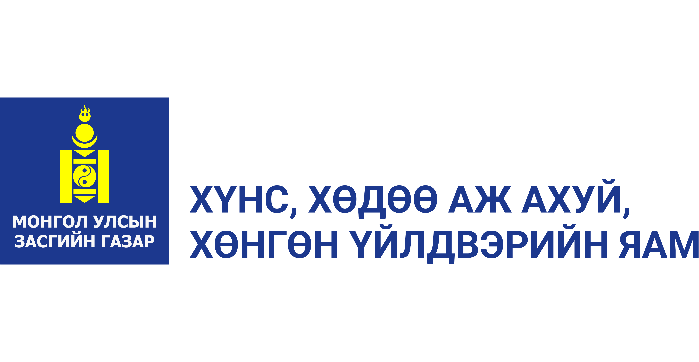 МОНГОЛ УЛСЫН
ЗАСГИЙН ГАЗАР
ХҮНС, ХӨДӨӨ АЖ АХУЙ,
ХӨНГӨН ҮЙЛДВЭРИЙН ЯАМ